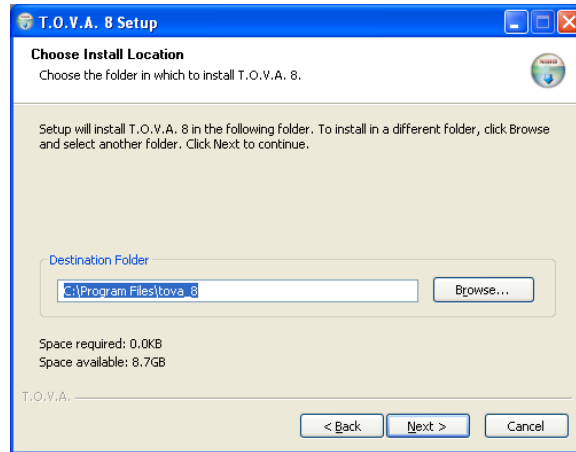 T.O.V.A. 8 Setup
Choose Install Location
Choose the folder in which to install T.O.V.A. 8.
Setup will install T.O.V.A. 8 in the following folder. To install in a different folder, click Browse
and select another folder. Click Next to continue.
Destination Folder
C:\Program Files\tova_8
Browse...
Space required: 0.0KB
Space available: 8.7GB
T.O.V.A.
< Back
Next >
Cancel